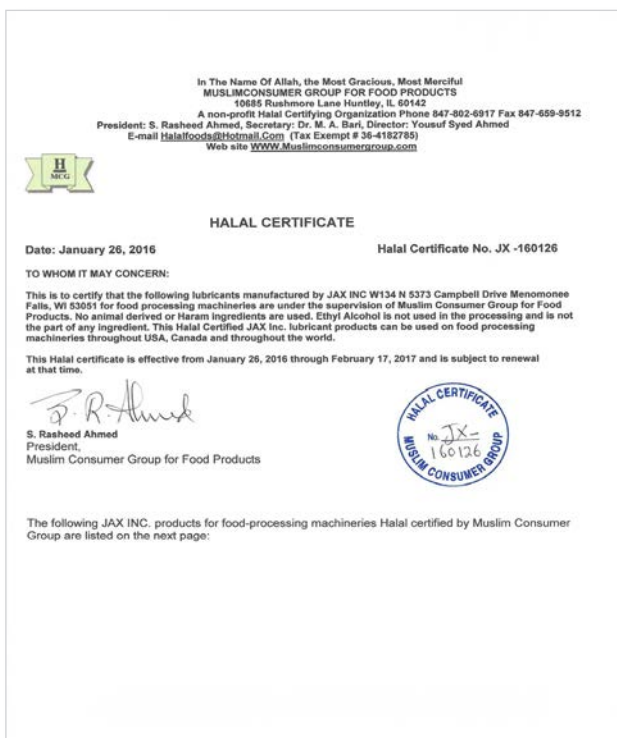 In The Name Of Allah, the Most Gracious, Most Merciful
MUSLIMCONSUMER GROUP FOR FOOD PRODUCTS
10685 Rushmore Lane Huntley, IL 60142
A non-profit Halal Certifying Organization Phone 847-802-6917 Fax 847-659-9512
President: S. Rasheed Ahmed, Secretary: Dr. M. A. Bari, Director: Yousuf Syed Ahmed
E-mail Halalfoods@Hotmail.Com (Tax Exempt # 36-4182785)
Web site WWW.Muslimconsumergroup.com
H
MCG
HALAL CERTIFICATE
Date: January 26, 2016
Halal Certificate No. JX -160126
TO WHOM IT MAY CONCERN:
This is to certify that the following lubricants manufactured by JAX INC W134 N 5373 Campbell Drive Menomonee
Falls, WI 53051 for food processing machineries are under the supervision of Muslim Consumer Group for Food
Products. No animal derived or Haram ingredients are used. Ethyl Alcohol is not used in the processing and is not
the part of any ingredient. This Halal Certified JAX Inc. lubricant products can be used on food processing
machineries throughout USA, Canada and throughout the world.
This Halal certificate is effective from January 26, 2016 through February 17, 2017 and is subject to renewal
at that time.
S. R. Ahmed
S. Rasheed Ahmed
President,
Muslim Consumer Group for Food Products
HALAL CERTIFICATE
No. JX-
160126
MUSLIM CONSUMER GROUP
The following JAX INC. products for food-processing machineries Halal certified by Muslim Consumer
Group are listed on the next page: